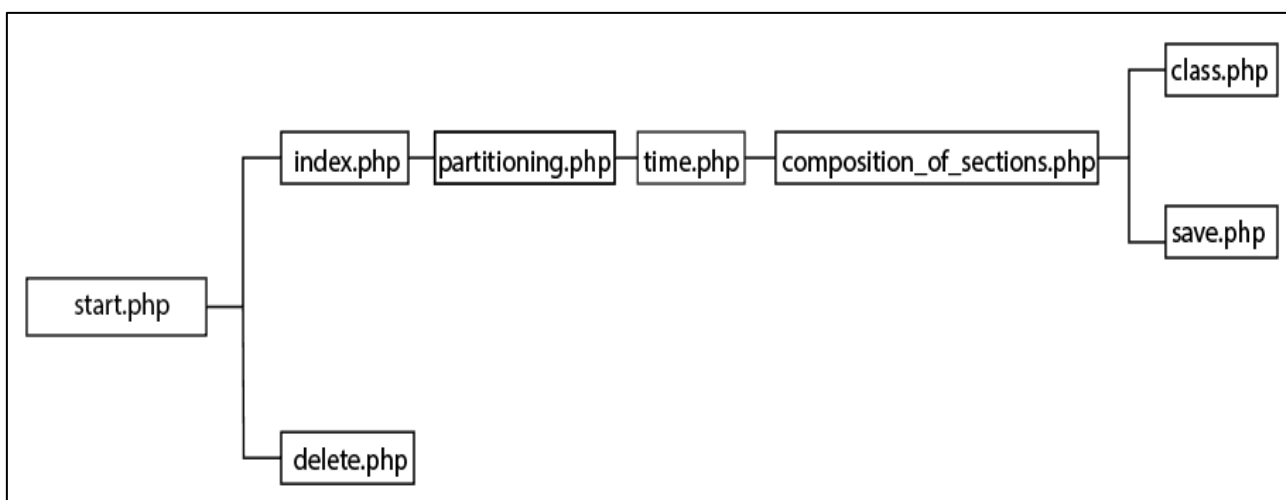 class.php
index.php
partitioning.php
time.php
composition_of_sections.php
save.php
start.php
delete.php